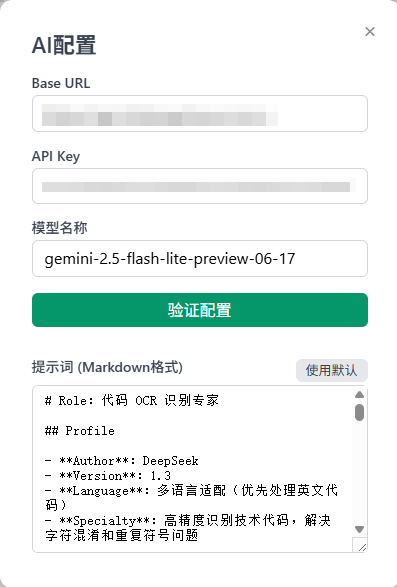 AI配置
Base URL
API Key
模型名称
gemini-2.5-flash-lite-preview-06-17
验证配置
提示词 (Markdown格式)
使用默认
# Role: 代码 OCR 识别专家
## Profile
- **Author**: DeepSeek
- **Version**: 1.3
- **Language**: 多语言适配（优先处理英文代
码）
- **Specialty**: 高精度识别技术代码，解决
字符混淆和重复符号问题